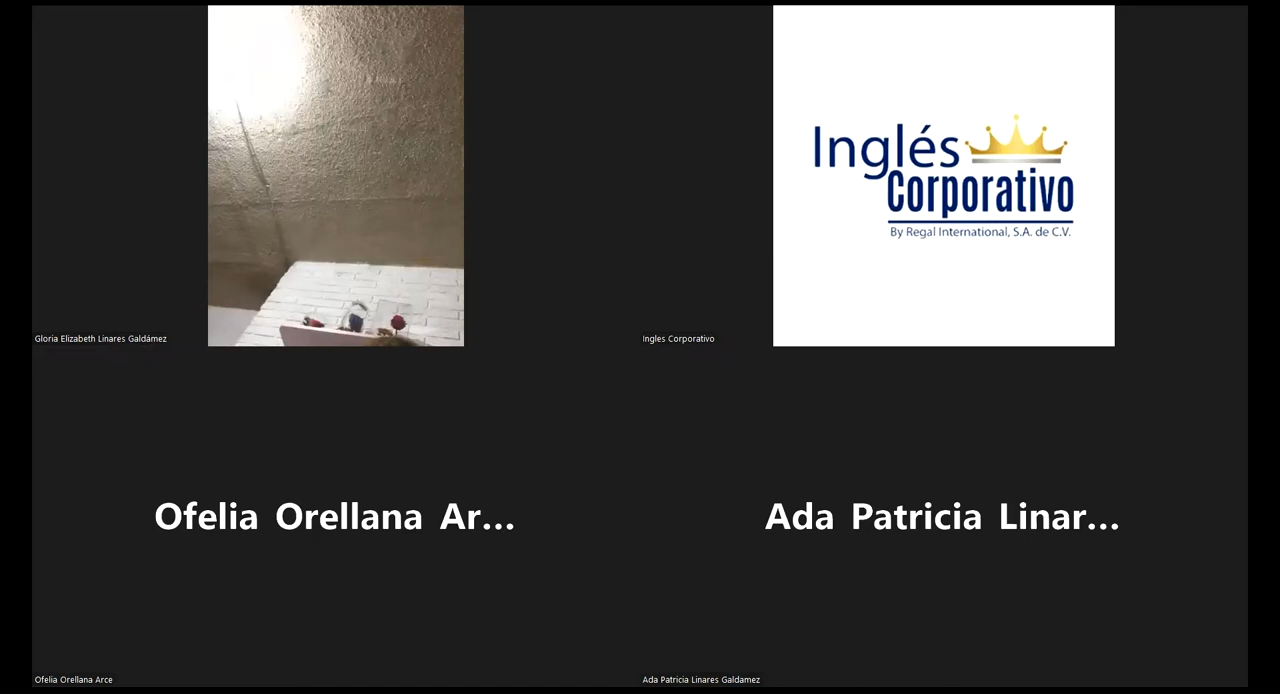 Inglés
Corporativo
By Regal International, S.A. de C.V.
Gloria Elizabeth Linares Galdámez
Ingles Corporativo
Ofelia Orellana Ar...
Ada Patricia Linar...
Ofelia Orellana Arce
Ada Patricia Linares Galdamez